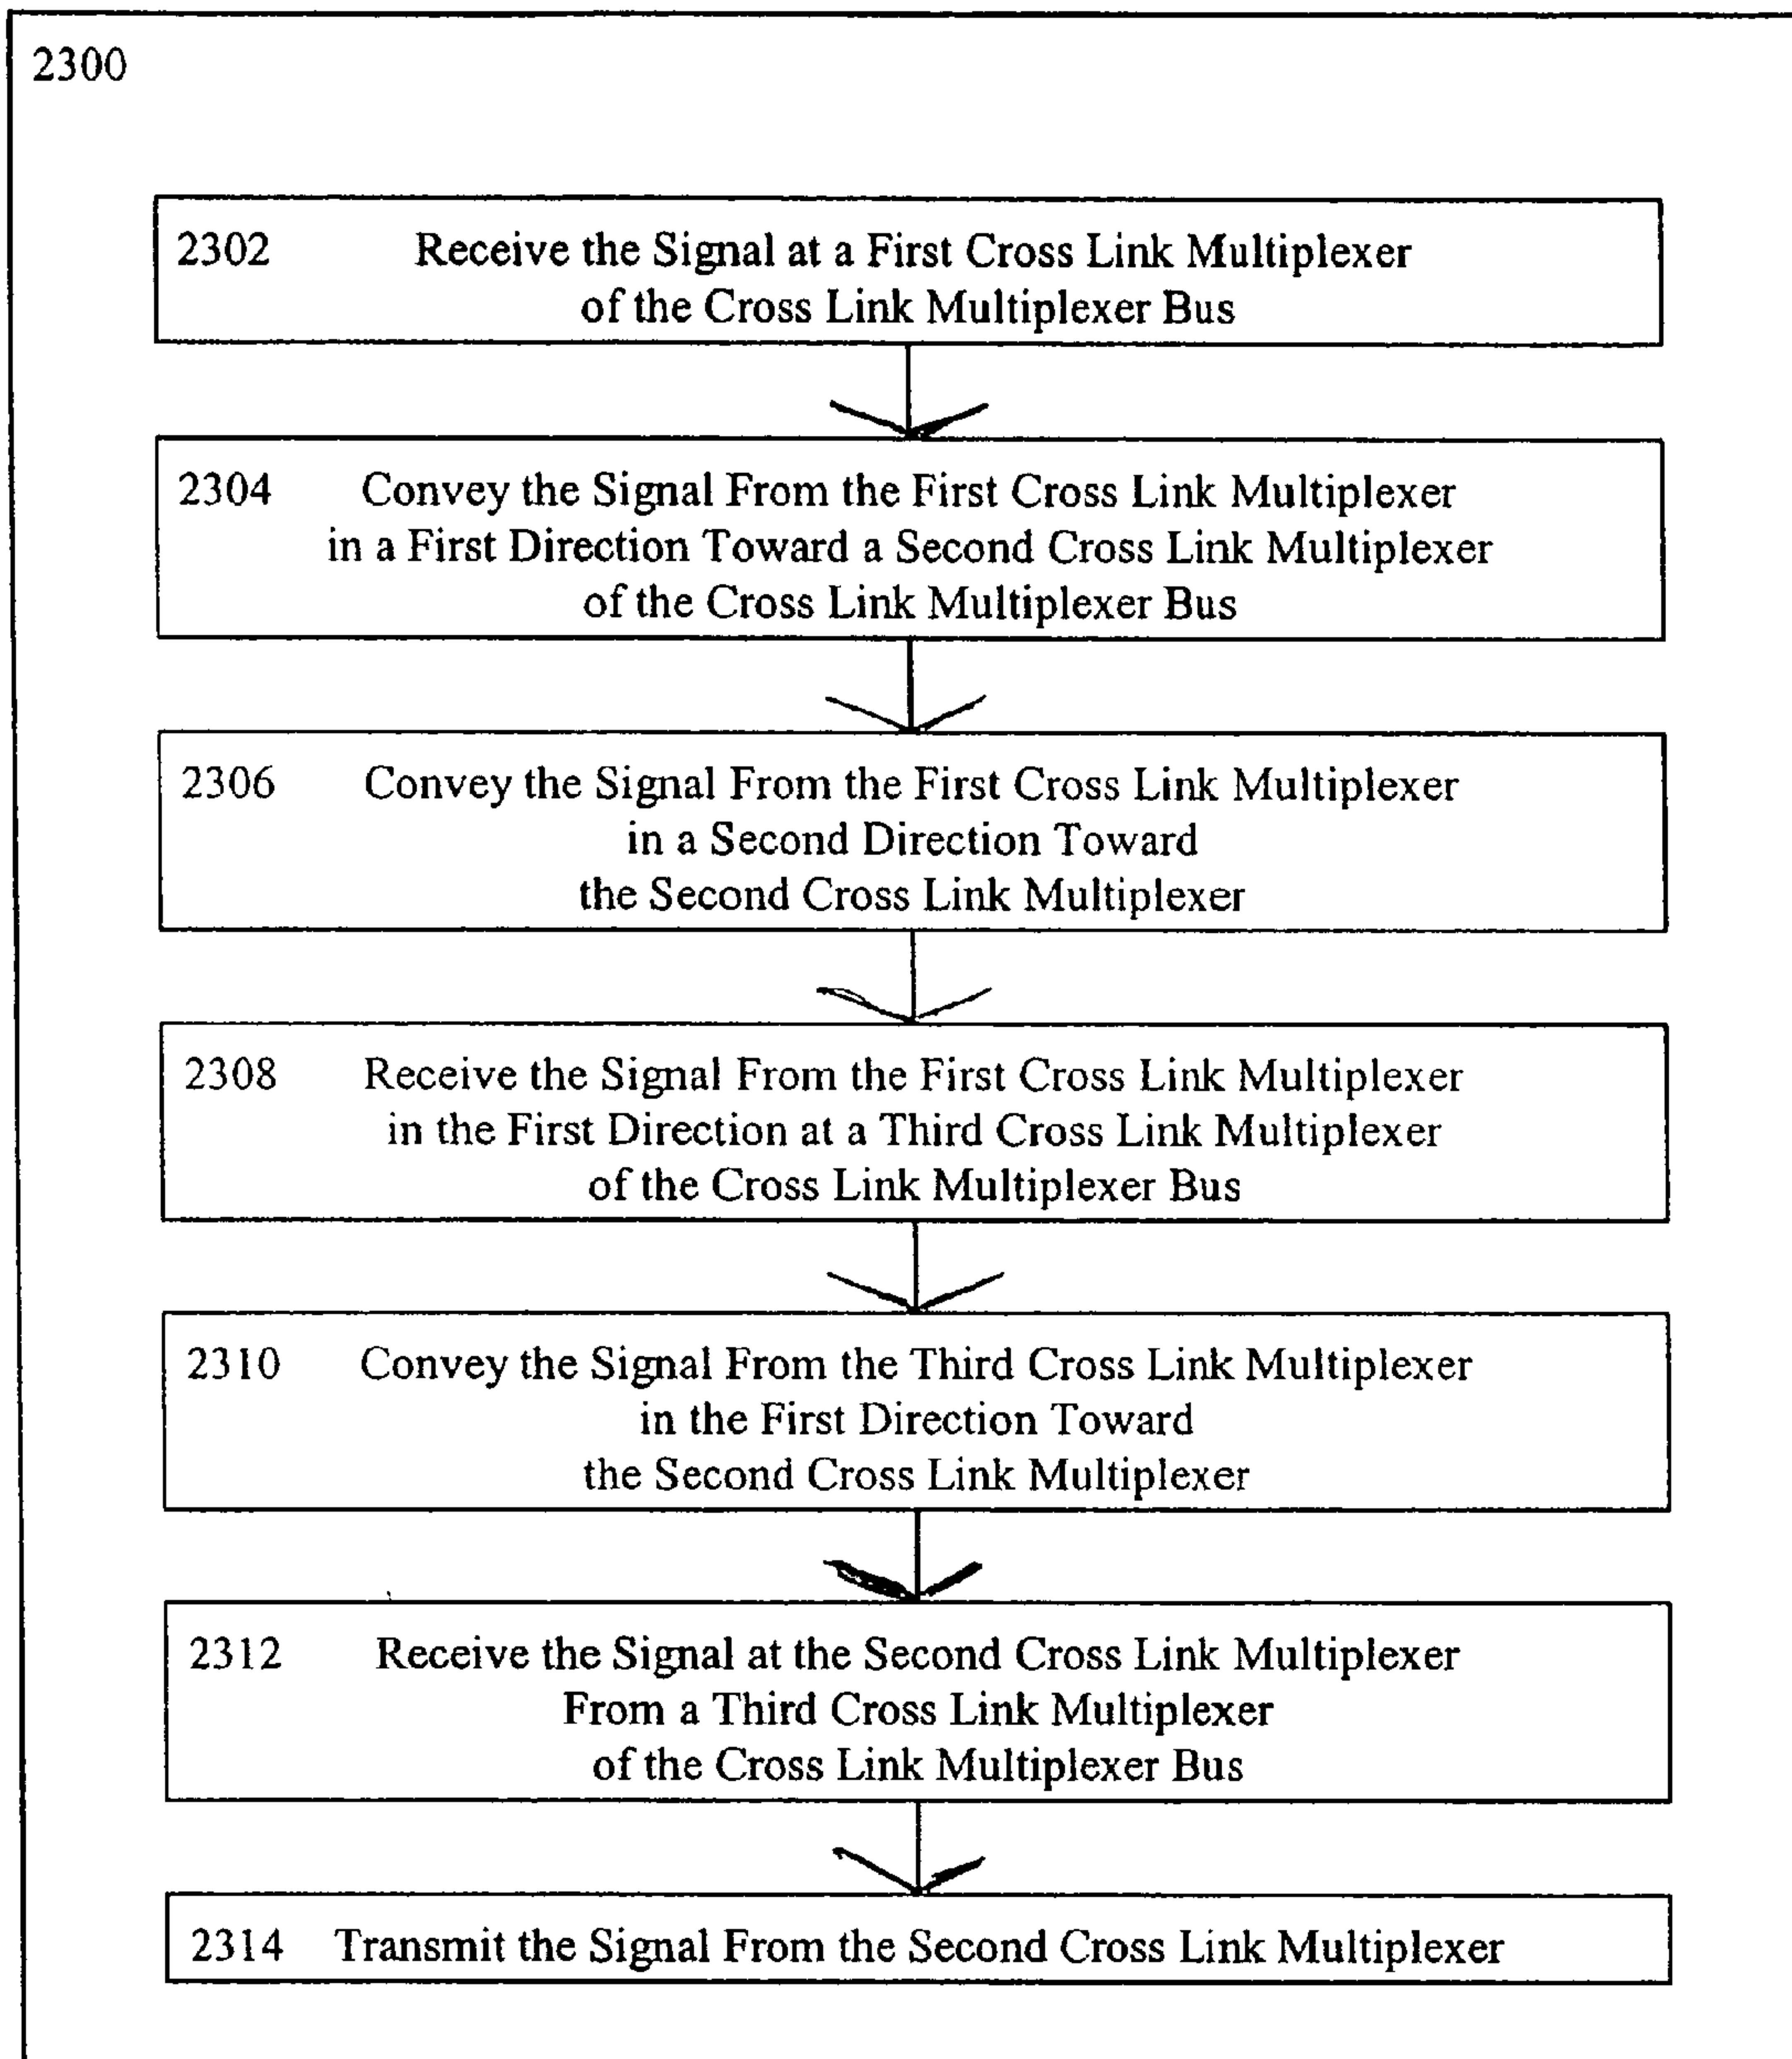 2300
2302 Receive the Signal at a First Cross Link Multiplexer
of the Cross Link Multiplexer Bus
2304 Convey the Signal From the First Cross Link Multiplexer
in a First Direction Toward a Second Cross Link Multiplexer
of the Cross Link Multiplexer Bus
2306 Convey the Signal From the First Cross Link Multiplexer
in a Second Direction Toward
the Second Cross Link Multiplexer
2308 Receive the Signal From the First Cross Link Multiplexer
in the First Direction at a Third Cross Link Multiplexer
of the Cross Link Multiplexer Bus
2310 Convey the Signal From the Third Cross Link Multiplexer
in the First Direction Toward
the Second Cross Link Multiplexer
2312 Receive the Signal at the Second Cross Link Multiplexer
From a Third Cross Link Multiplexer
of the Cross Link Multiplexer Bus
2314 Transmit the Signal From the Second Cross Link Multiplexer